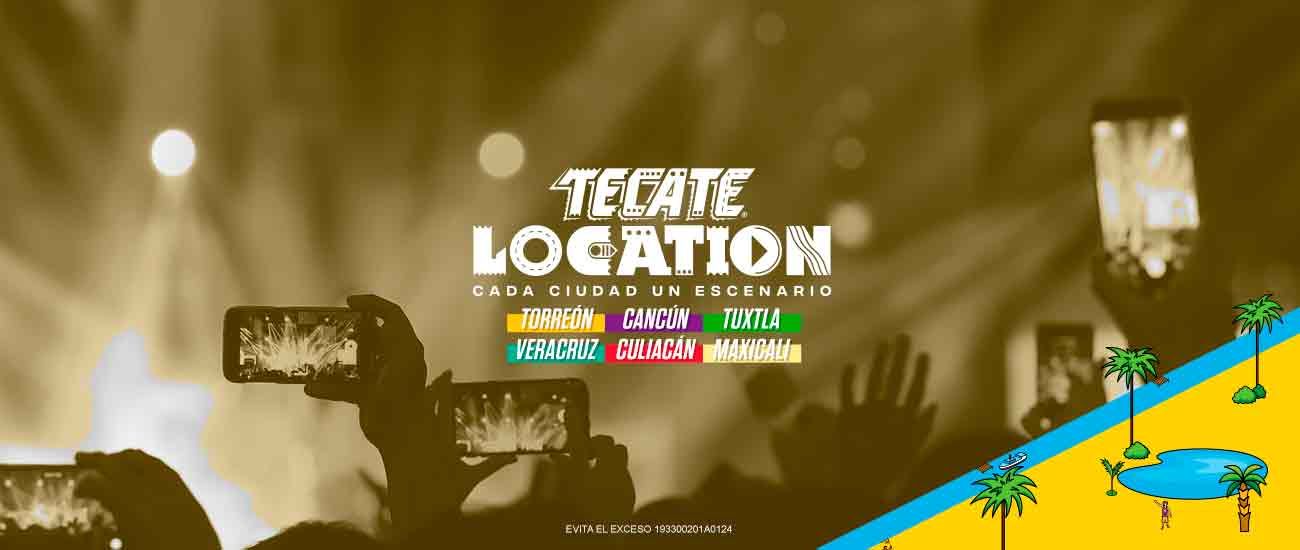 TECATE®
LOCATION
CADA CIUDAD UN ESCENARIO
TORREÓN CANCÚN TUXTLA
VERACRUZ CULIACÁN MAXICALI
EVITA EL EXCESO 193300201A0124